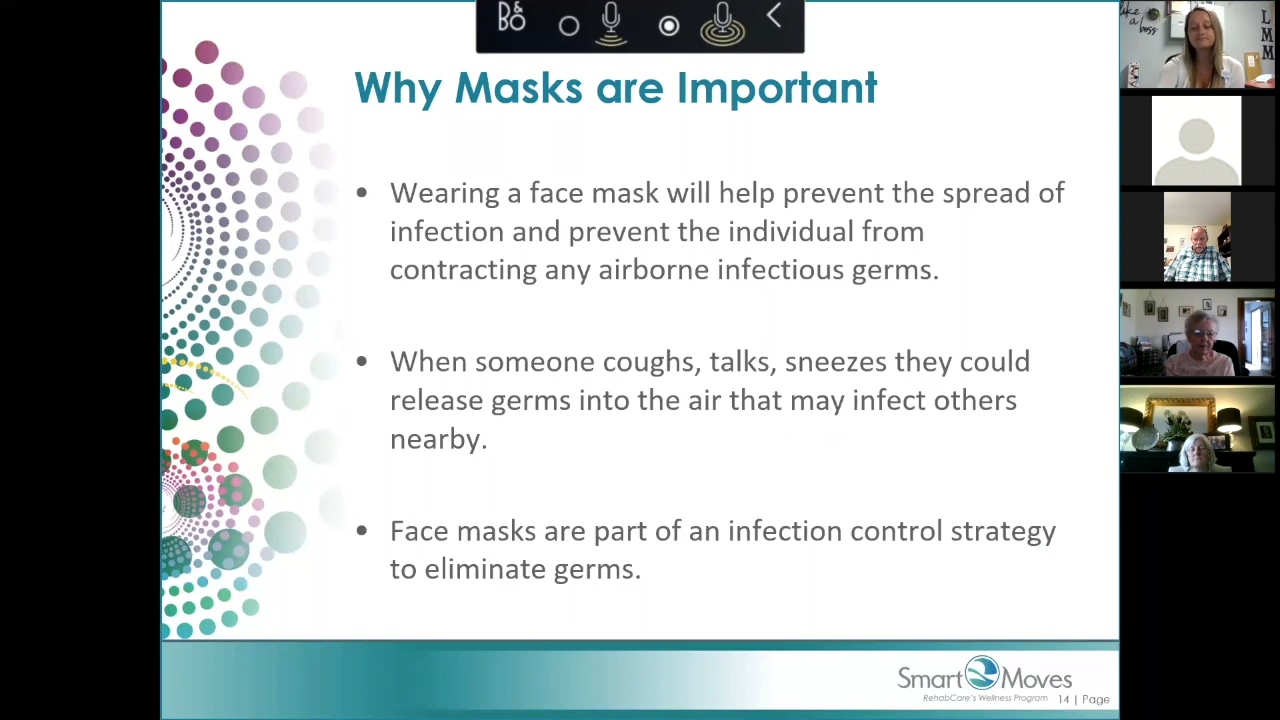 B&O
Why Masks are Important
• Wearing a face mask will help prevent the spread of
infection and prevent the individual from
contracting any airborne infectious germs.
• When someone coughs, talks, sneezes they could
release germs into the air that may infect others
nearby.
• Face masks are part of an infection control strategy
to eliminate germs.
Smart Moves
RehabCare's Wellness Program
14 | Page
like
a
boss
L
M
M